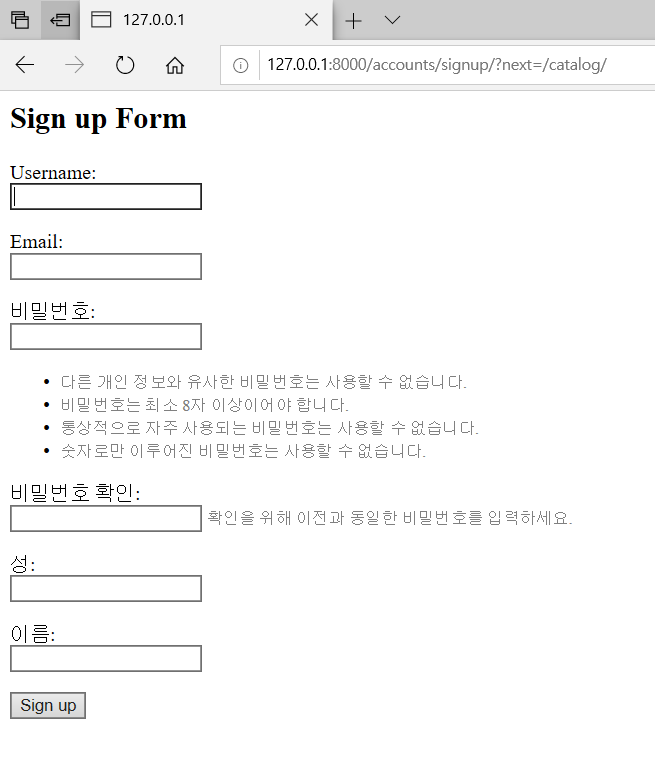 127.0.0.1
127.0.0.1:8000/accounts/signup/?next=/catalog/
Sign up Form
Username:
Email:
비밀번호:
• 다른 개인 정보와 유사한 비밀번호는 사용할 수 없습니다.
• 비밀번호는 최소 8자 이상이어야 합니다.
• 통상적으로 자주 사용되는 비밀번호는 사용할 수 없습니다.
• 숫자로만 이루어진 비밀번호는 사용할 수 없습니다.
비밀번호 확인:
확인을 위해 이전과 동일한 비밀번호를 입력하세요.
성:
이름:
Sign up